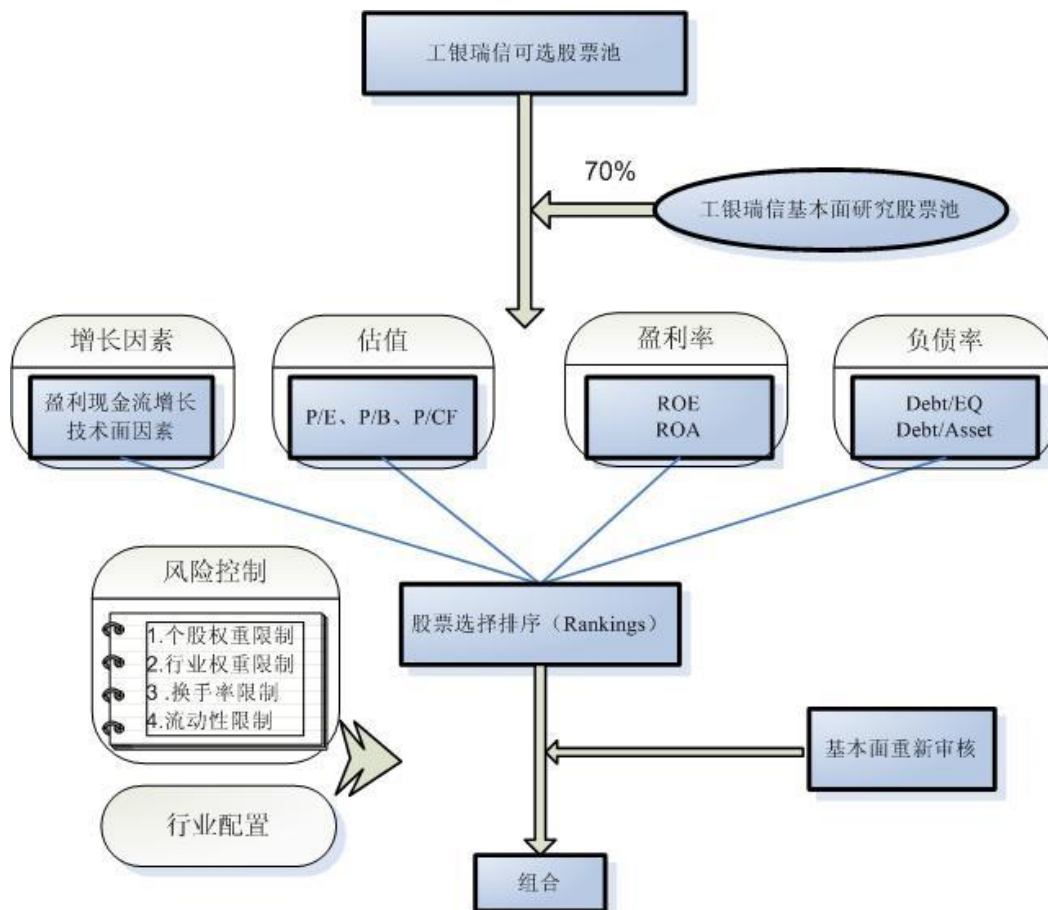 工银瑞信可选股票池
70%
工银瑞信基本面研究股票池
增长因素
盈利现金流增长
技术面因素
估值
P/E、P/B、P/CF
盈利率
ROE
ROA
负债率
Debt/EQ
Debt/Asset
风险控制
1.个股权重限制
2.行业权重限制
3 .换手率限制
4.流动性限制
股票选择排序（Rankings）
基本面重新审核
行业配置
组合